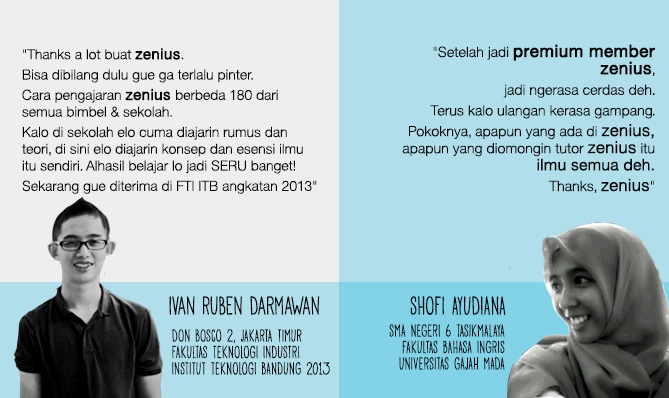 "Thanks a lot buat zenius.
Bisa dibilang dulu gue ga terlalu pinter.
Cara pengajaran zenius berbeda 180 dari
semua bimbel & sekolah.
Kalo di sekolah elo cuma diajarin rumus dan
teori, di sini elo diajarin konsep dan esensi ilmu
itu sendiri. Alhasil belajar lo jadi SERU banget!
Sekarang gue diterima di FTI ITB angkatan 2013"
IVAN RUBEN DARMAWAN
DON BOSCO 2, JAKARTA TIMUR
FAKULTAS TEKNOLOGI INDUSTRI
INSTITUT TEKNOLOGI BANDUNG 2013
"Setelah jadi premium member
zenius,
jadi ngerasa cerdas deh.
Terus kalo ulangan kerasa gampang.
Pokoknya, apapun yang ada di zenius,
apapun yang diomongin tutor zenius itu
ilmu semua deh.
Thanks, zenius"
SHOFI AYUDIANA
SMA NEGERI 6 TASIKMALAYA
FAKULTAS BAHASA INGRIS
UNIVERSITAS GAJAH MADA